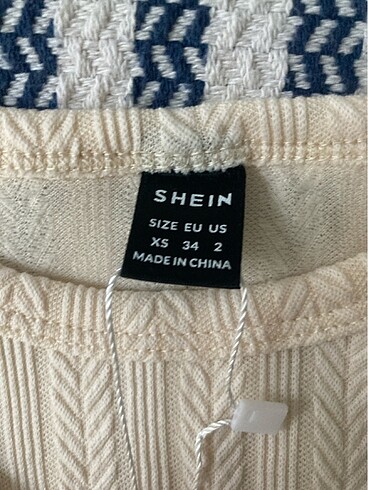 SHEIN
SIZE EU US
XS 34 2
MADE IN CHINA